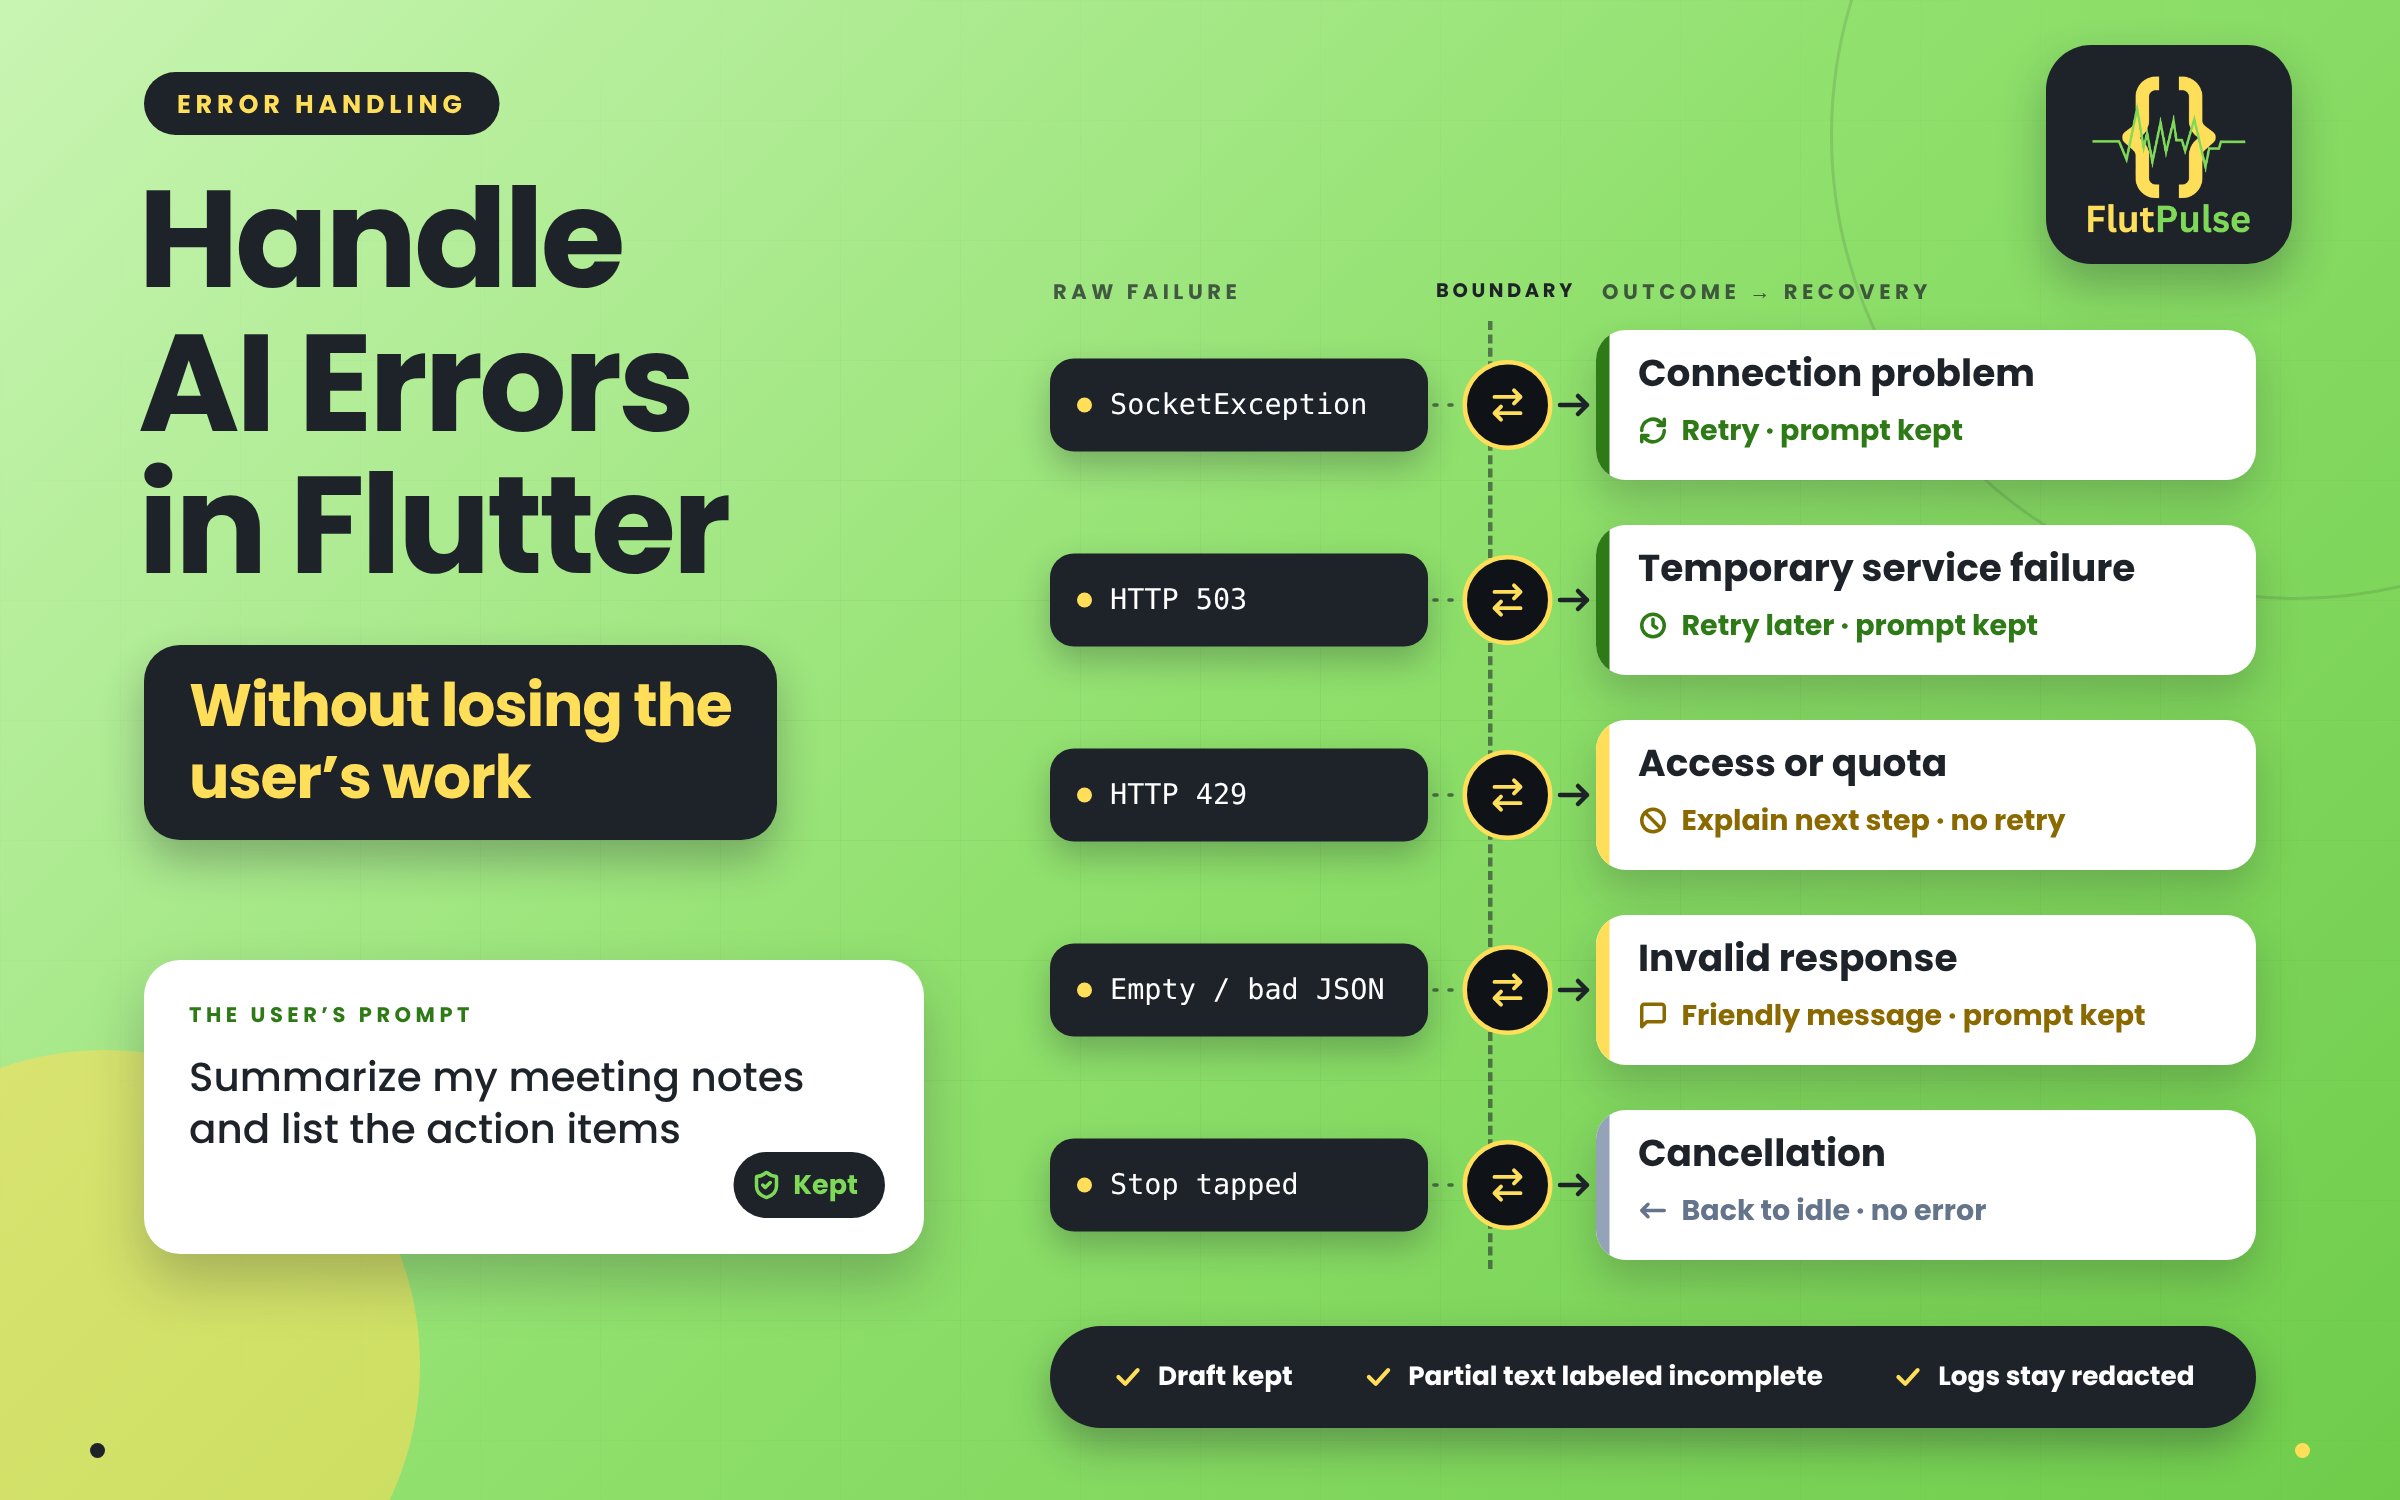 ERROR HANDLING
Handle
AI Errors
in Flutter
Without losing the
user’s work
THE USER’S PROMPT
Summarize my meeting notes
and list the action items
Kept
FlutPulse
RAW FAILURE
BOUNDARY
OUTCOME → RECOVERY
SocketException
Connection problem
Retry · prompt kept
HTTP 503
Temporary service failure
Retry later · prompt kept
HTTP 429
Access or quota
Explain next step · no retry
Empty / bad JSON
Invalid response
Friendly message · prompt kept
Stop tapped
Cancellation
Back to idle · no error
Draft kept
Partial text labeled incomplete
Logs stay redacted